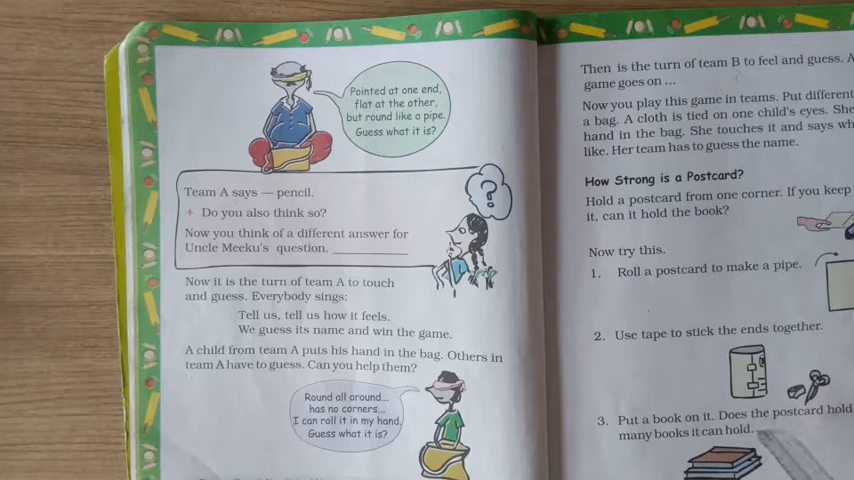 Pointed at one end,
flat at the other,
but round like a pipe.
Guess what it is?
Team A says — pencil.
+ Do you also think so?
Now you think of a different answer for
Uncle Meeku's question.
?
Now it is the turn of team A to touch
and guess. Everybody sings:
Tell us, tell us how it feels.
We guess its name and win the game.
A child from team A puts his hand in the bag. Others in
team A have to guess. Can you help them?
Round all around...
has no corners...
I can roll it in my hand.
Guess what it is?
Then is the turn of team B to feel and guess. A
game goes on ...
Now you play this game in teams. Put different
a bag. A cloth is tied on one child's eyes. She
hand in the bag. She touches it and says
like. Her team has to guess the name.
How Strong is a Postcard?
Hold a postcard from one corner. If you keep
it, can it hold the book?
Now try this.
1. Roll a postcard to make a pipe.
2. Use tape to stick the ends together.
3. Put a book on it. Does the postcard hold
many books it can hold.